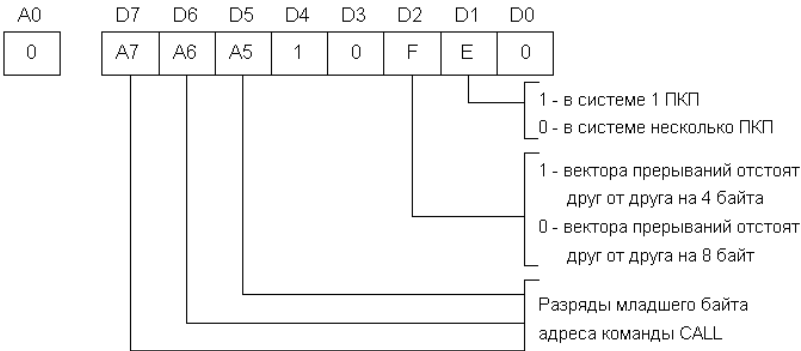 A0 D7 D6 D5 D4 D3 D2 D1 D0
0 A7 A6 A5 1 0 F E 0
1 - в системе 1 ПКП
0 - в системе несколько ПКП
1 - вектора прерываний отстоят
друг от друга на 4 байта
0 - вектора прерываний отстоят
друг от друга на 8 байт
Разряды младшего байта
адреса команды CALL